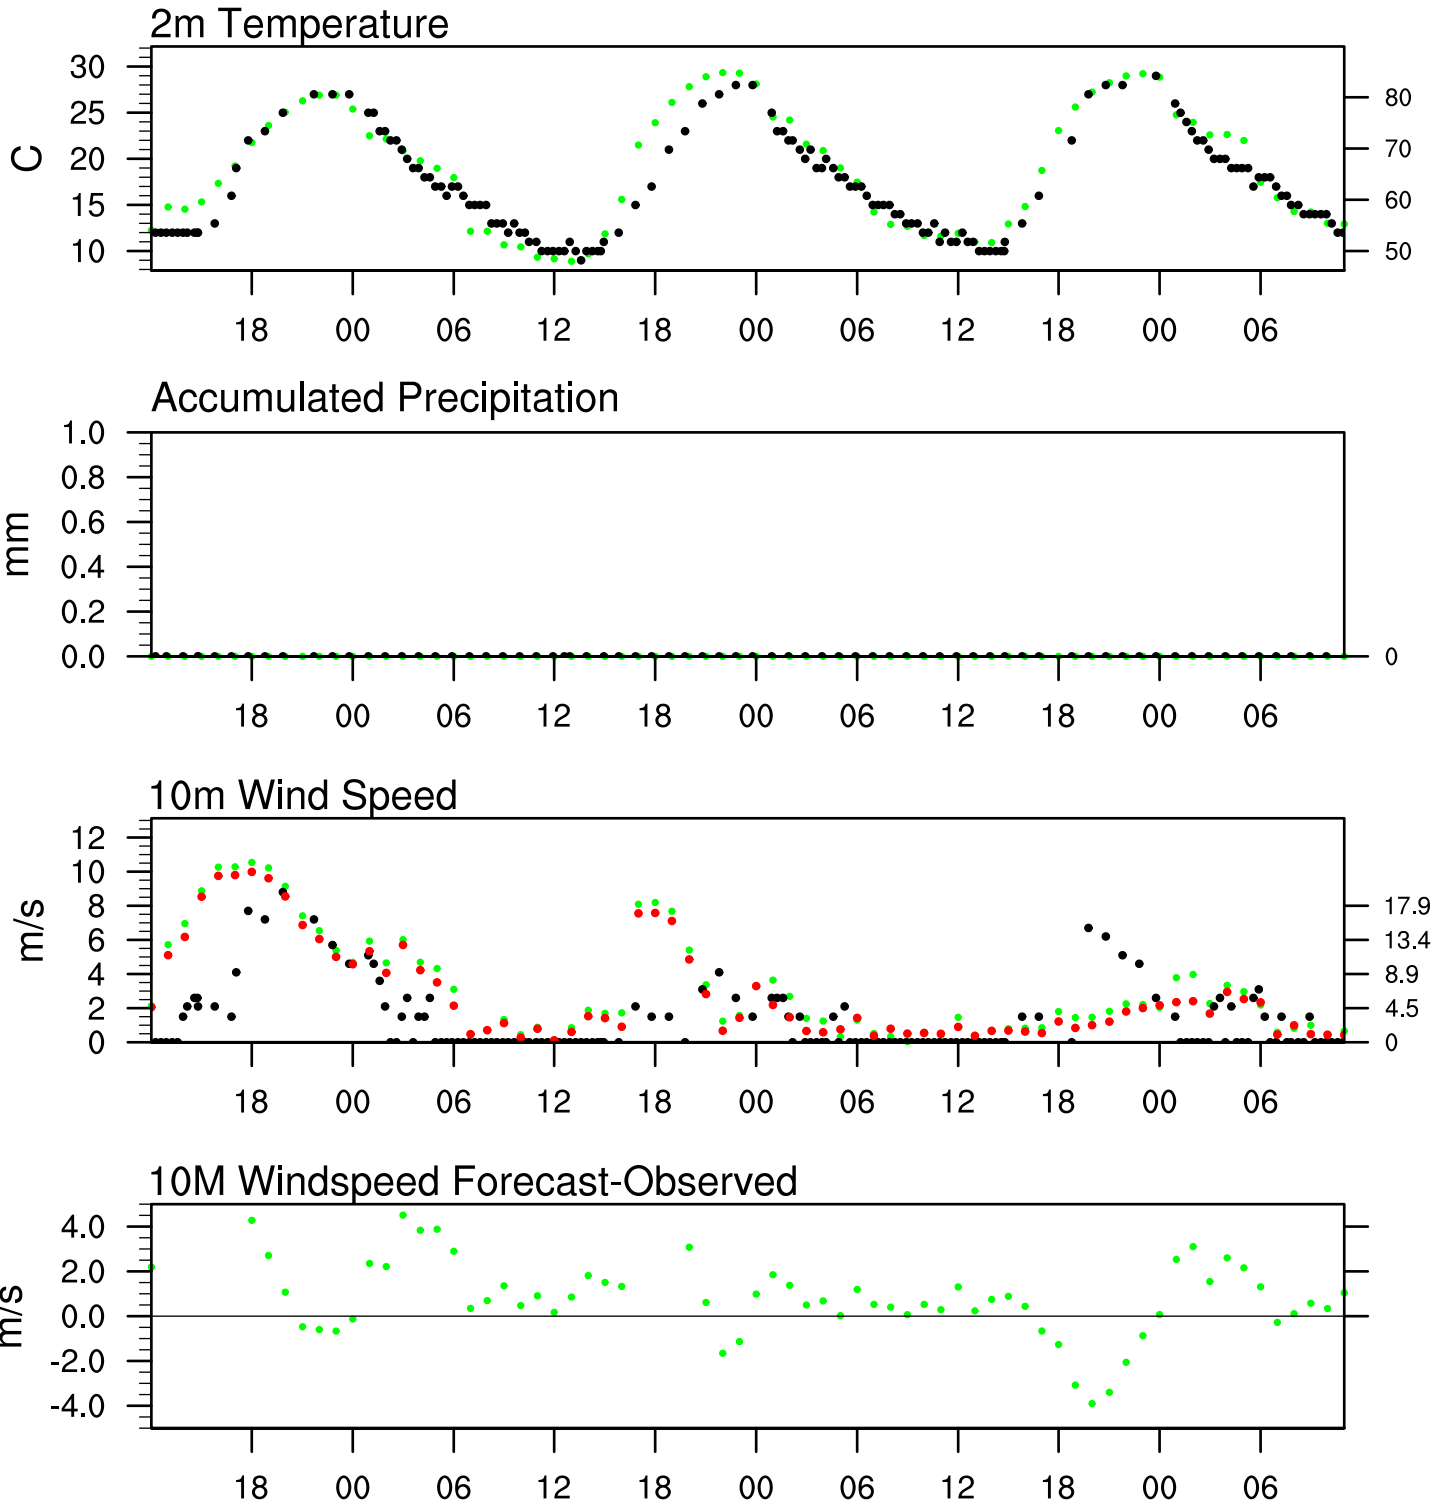 2m Temperature
C
30
25
20
15
10
80
70
60
50
18 00 06 12 18 00 06 12 18 00 06
Accumulated Precipitation
mm
1.0
0.8
0.6
0.4
0.2
0.0
0
18 00 06 12 18 00 06 12 18 00 06
10m Wind Speed
m/s
12
10
8
6
4
2
0
17.9
13.4
8.9
4.5
0
18 00 06 12 18 00 06 12 18 00 06
10M Windspeed Forecast-Observed
m/s
4.0
2.0
0.0
-2.0
-4.0
18 00 06 12 18 00 06 12 18 00 06